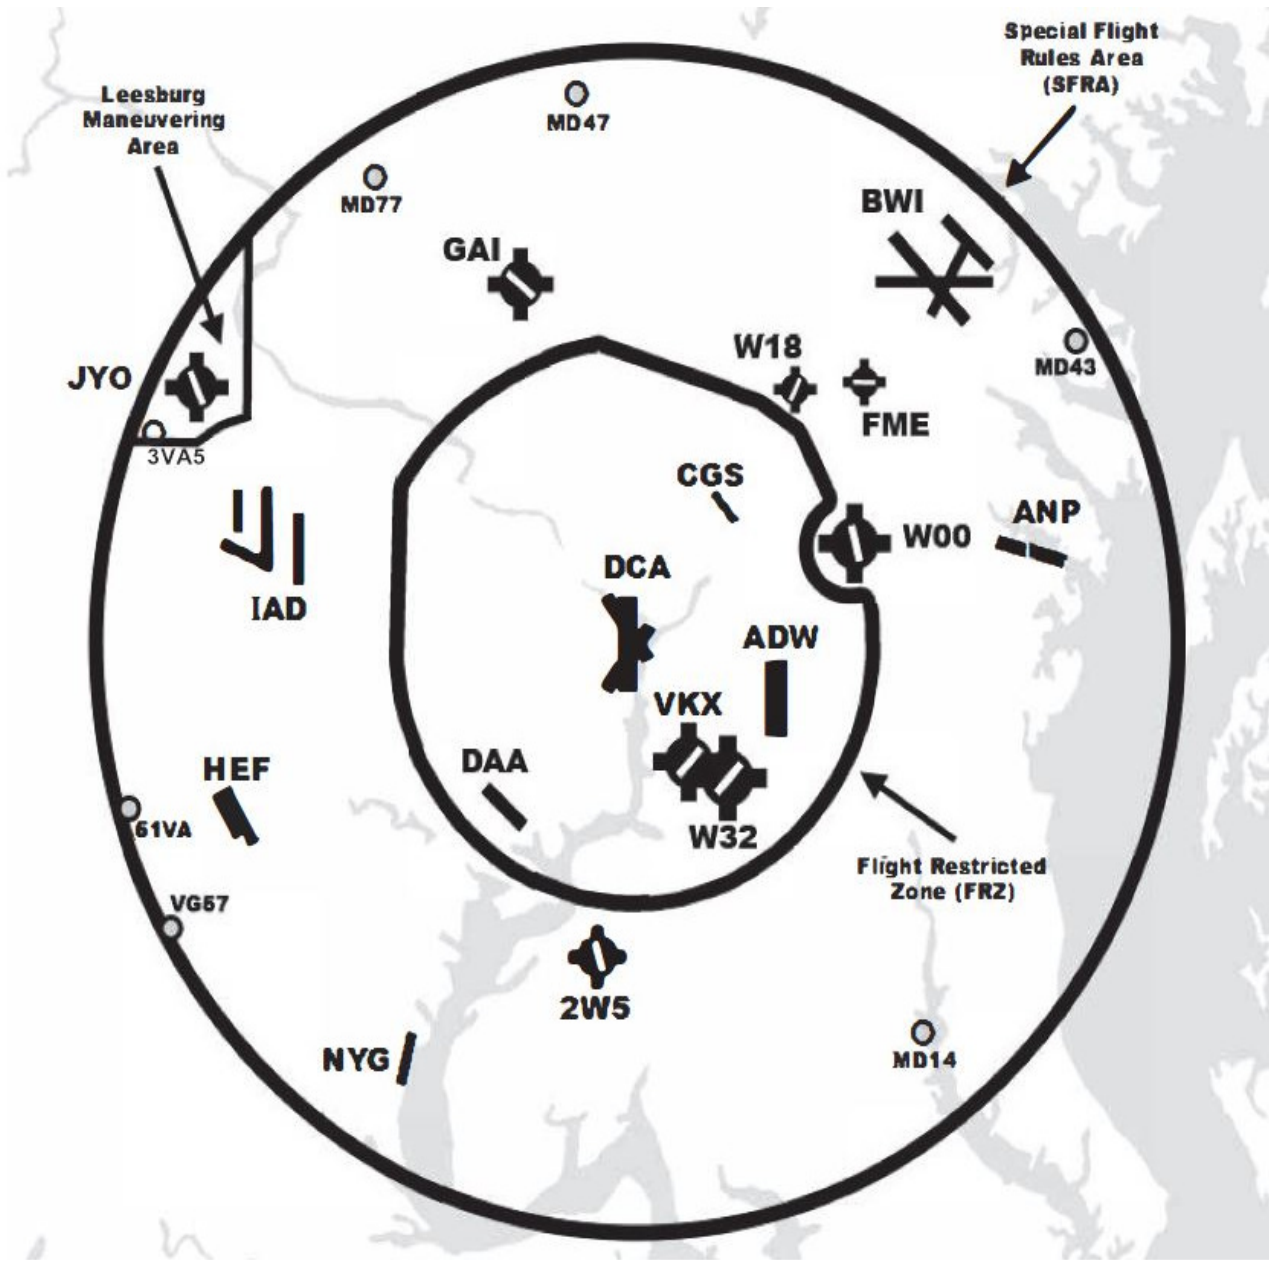 Special Flight
Rules Area
(SFRA)
Leesburg
Maneuvering
Area
MD47
MD77
BWI
GAI
W18
MD43
JYO
FME
3VA5
CGS
ANP
W00
DCA
IAD
ADW
VKX
DAA
HEF
61VA
W32
Flight Restricted
Zone (FRZ)
VG57
2W5
NYG
MD14